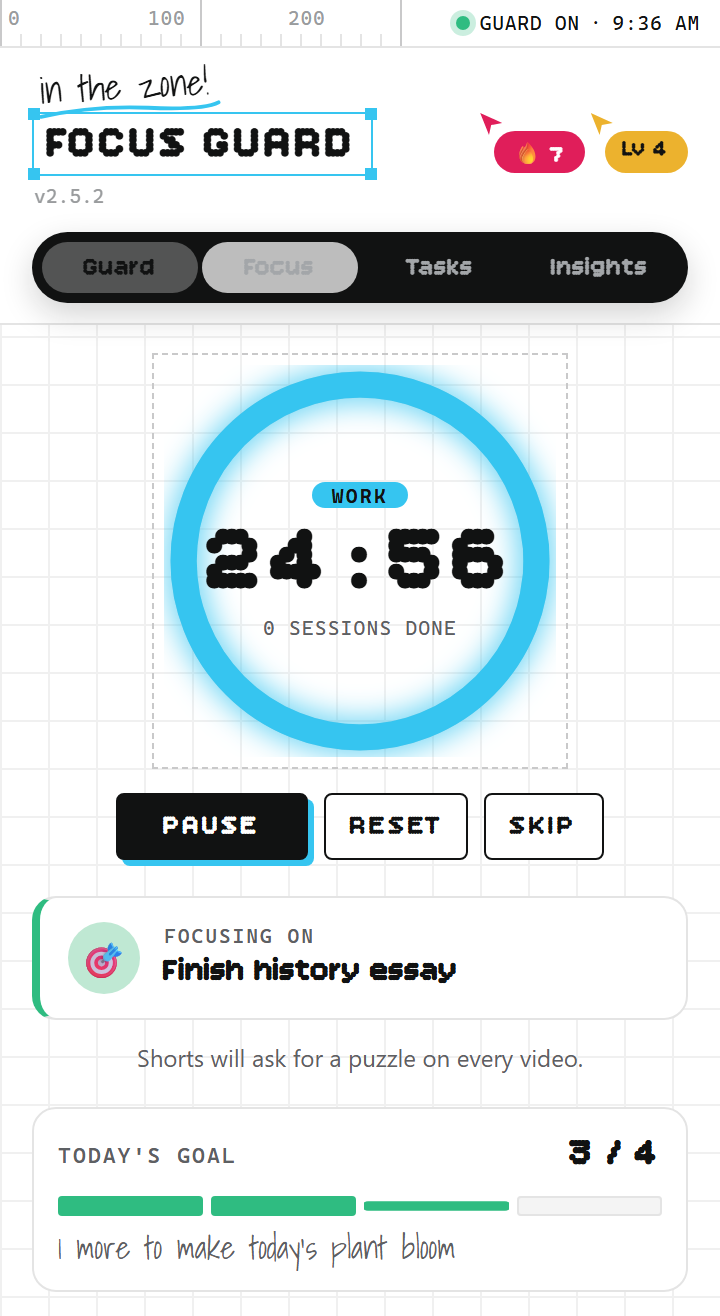 0 100 200 GUARD ON · 9:36 AM
in the zone!
FOCUS GUARD
7 Lv 4
v2.5.2
Guard Focus Tasks Insights
WORK
24:56
0 SESSIONS DONE
PAUSE RESET SKIP
FOCUSING ON
Finish history essay
Shorts will ask for a puzzle on every video.
TODAY'S GOAL 3 / 4
1 more to make today's plant bloom